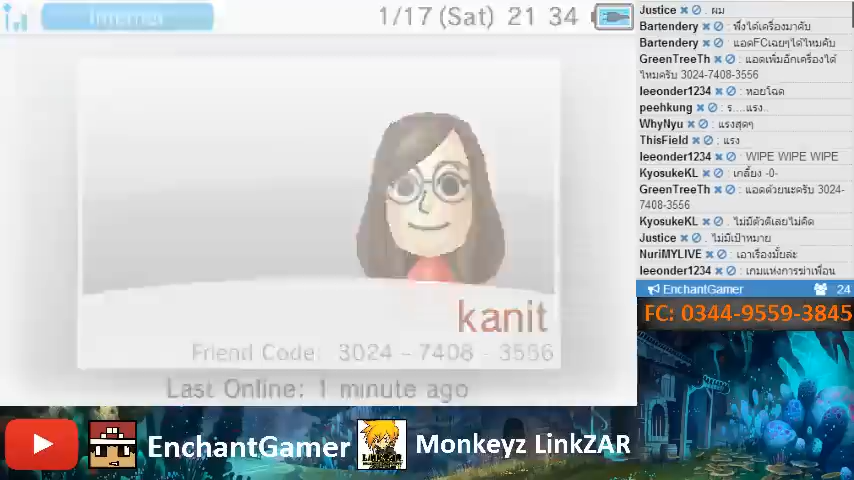 Internet
1/17 (Sat) 21 34
kanit
Friend Code: 3024 - 7408 - 3556
Last Online: 1 minute ago
Justice : ผม
Bartendery : พึ่งได้เครื่องมาคับ
Bartendery : แอดFCเฉยๆได้ไหมคับ
GreenTreeTh : แอดเพิ่มอีกเครื่องได้
ไหมครับ 3024-7408-3556
leeonder1234 : หอยโฉด
peehkung : ร....แรง..
WhyNyu : แรงสุดๆ
ThisField : แรง
leeonder1234 : WIPE WIPE WIPE
KyosukeKL : เกลี้ยง -0-
GreenTreeTh : แอดด้วยนะครับ 3024-
7408-3556
KyosukeKL : ไม่มีตัวตีเลยไม่คิด
Justice : ไม่มีเป้าหมาย
NuriMYLIVE : เอาเรื่องมั้ยล่ะ
leeonder1234 : เกมแห่งการฆ่าเพื่อน
EnchantGamer 24
FC: 0344-9559-3845
EnchantGamer Monkeyz LinkZAR